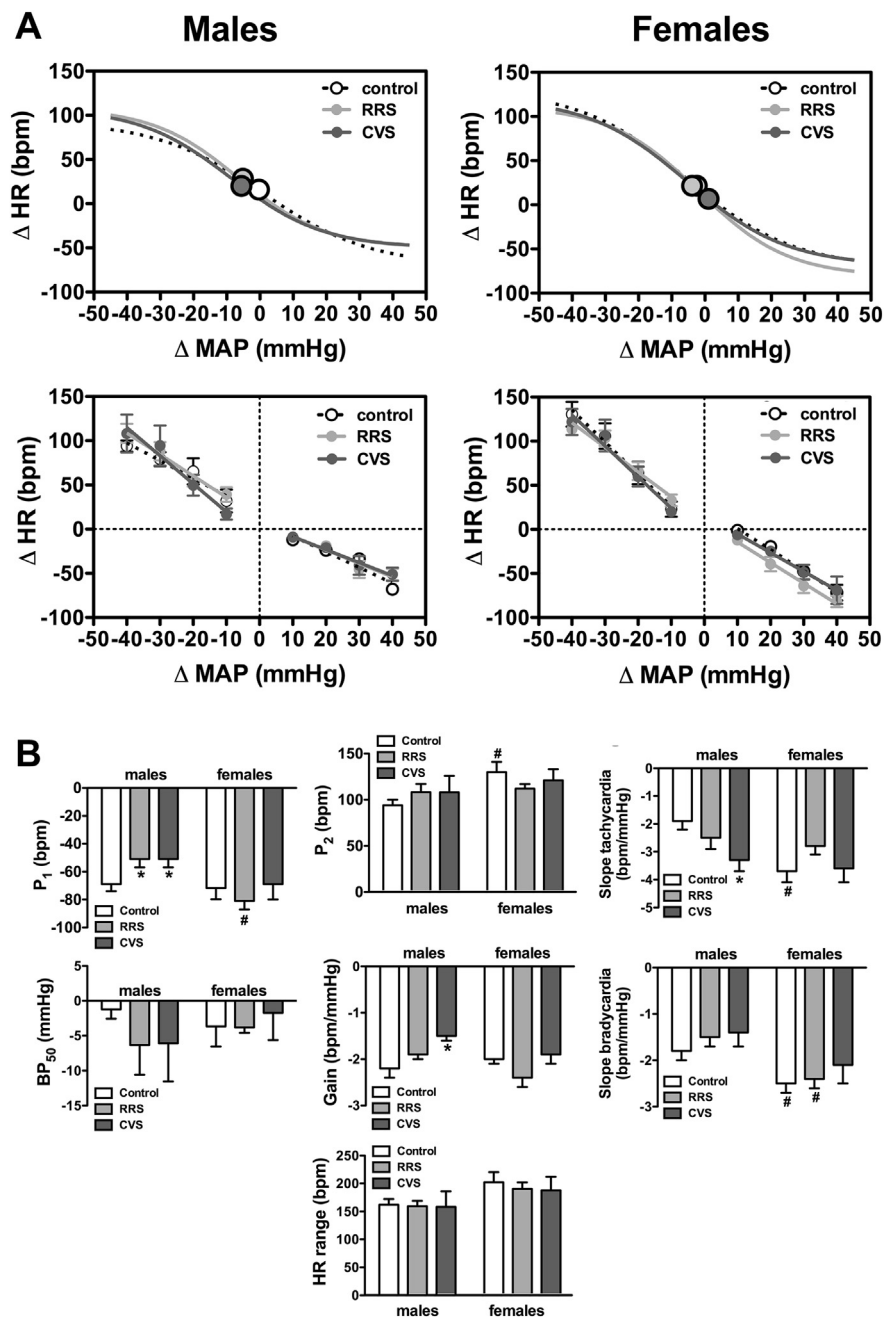 A
Males
Females
150
100
50
0
-50
-100
Δ HR (bpm)
control
RRS
CVS
-50 -40 -30 -20 -10 0 10 20 30 40 50
Δ MAP (mmHg)
150
100
50
0
-50
-100
Δ HR (bpm)
control
RRS
CVS
-50 -40 -30 -20 -10 0 10 20 30 40 50
Δ MAP (mmHg)
150
100
50
0
-50
-100
Δ HR (bpm)
control
RRS
CVS
-50 -40 -30 -20 -10 0 10 20 30 40 50
Δ MAP (mmHg)
150
100
50
0
-50
-100
Δ HR (bpm)
control
RRS
CVS
-50 -40 -30 -20 -10 0 10 20 30 40 50
Δ MAP (mmHg)
B
males females
0
-20
-40
-60
-80
-100
P1 (bpm)
* *
#
Control
RRS
CVS
Control
RRS
CVS
150
100
50
0
P2 (bpm)
#
males females
males females
0
-1
-2
-3
-4
-5
Slope tachycardia
(bpm/mmHg)
*
#
Control
RRS
CVS
males females
5
0
-5
-10
-15
BP50 (mmHg)
Control
RRS
CVS
males females
0
-1
-2
-3
Gain (bpm/mmHg)
*
Control
RRS
CVS
males females
0
-1
-2
-3
Slope bradycardia
(bpm/mmHg)
# #
Control
RRS
CVS
Control
RRS
CVS
250
200
150
100
50
0
HR range (bpm)
males females